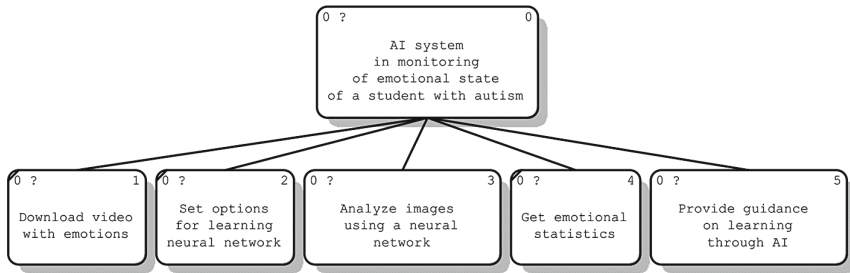 0 ? 0
AI system
in monitoring
of emotional state
of a student with autism
0 ? 1
Download video
with emotions
0 ? 2
Set options
for learning
neural network
0 ? 3
Analyze images
using a neural
network
0 ? 4
Get emotional
statistics
0 ? 5
Provide guidance
on learning
through AI